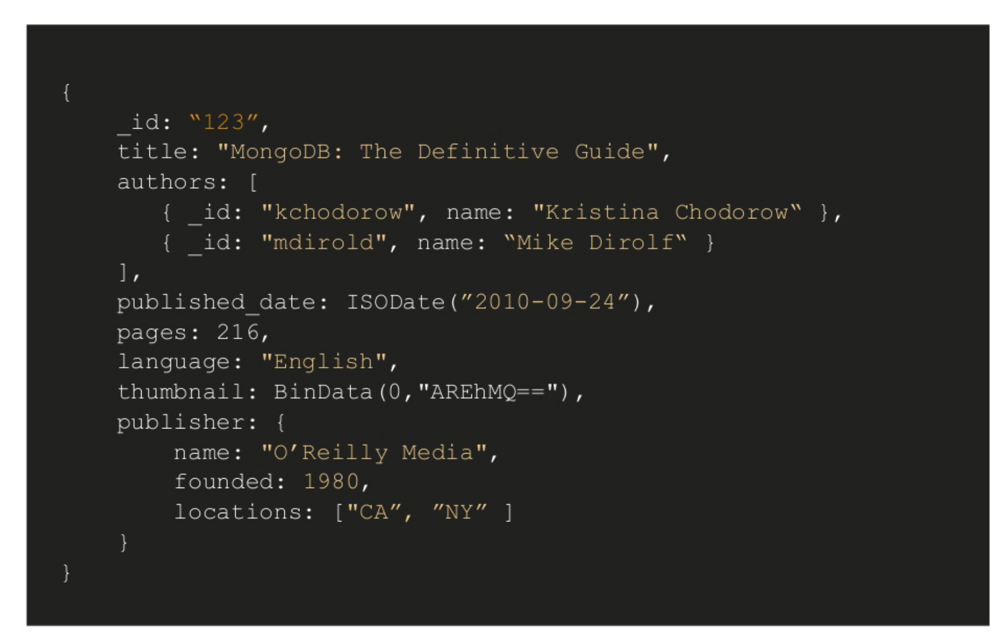 {
_id: “123”,
title: "MongoDB: The Definitive Guide",
authors: [
{ _id: "kchodorow", name: "Kristina Chodorow“ },
{ _id: "mdirold", name: “Mike Dirolf“ }
],
published_date: ISODate(”2010-09-24”),
pages: 216,
language: "English",
thumbnail: BinData(0,"AREhMQ=="),
publisher: {
name: "O’Reilly Media",
founded: 1980,
locations: ["CA”, ”NY” ]
}
}